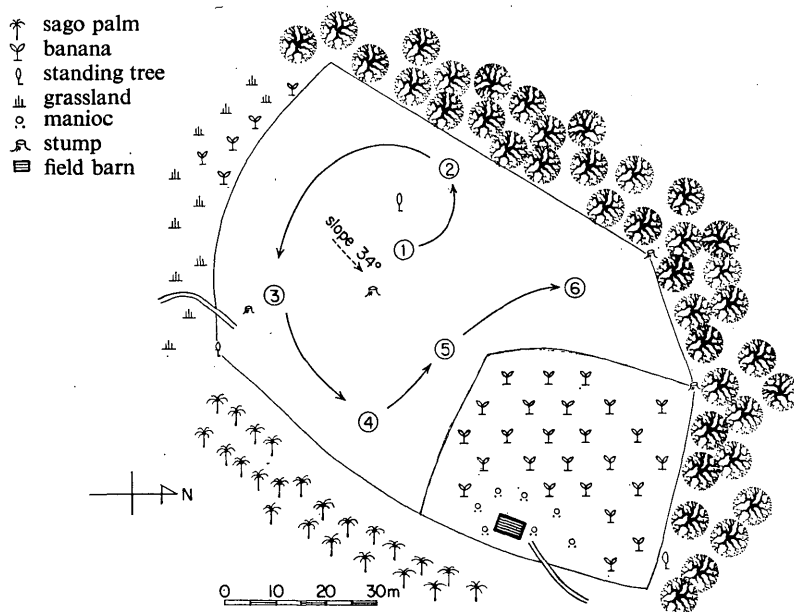 sago palm
banana
standing tree
grassland
manioc
stump
field barn
2
slope 34°
1
3
6
5
4
N
0 10 20 30m